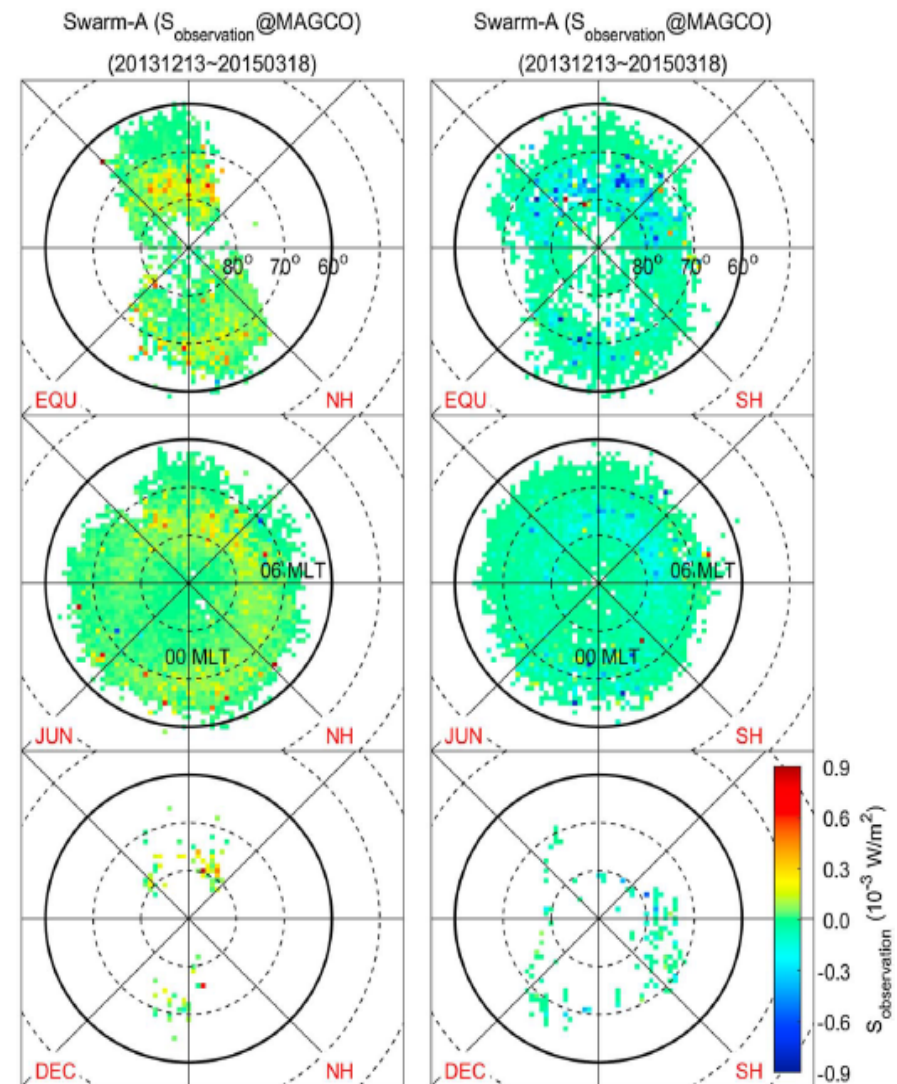 Swarm-A (S_observation@MAGCO)
(20131213~20150318)
Swarm-A (S_observation@MAGCO)
(20131213~20150318)
80° 70° 60°
EQU
NH
80° 70° 60°
EQU
SH
06 MLT
00 MLT
JUN
NH
06 MLT
00 MLT
JUN
SH
DEC
NH
DEC
SH
0.9
0.6
0.3
0.0
-0.3
-0.6
-0.9
S_observation (10^-3 W/m^2)